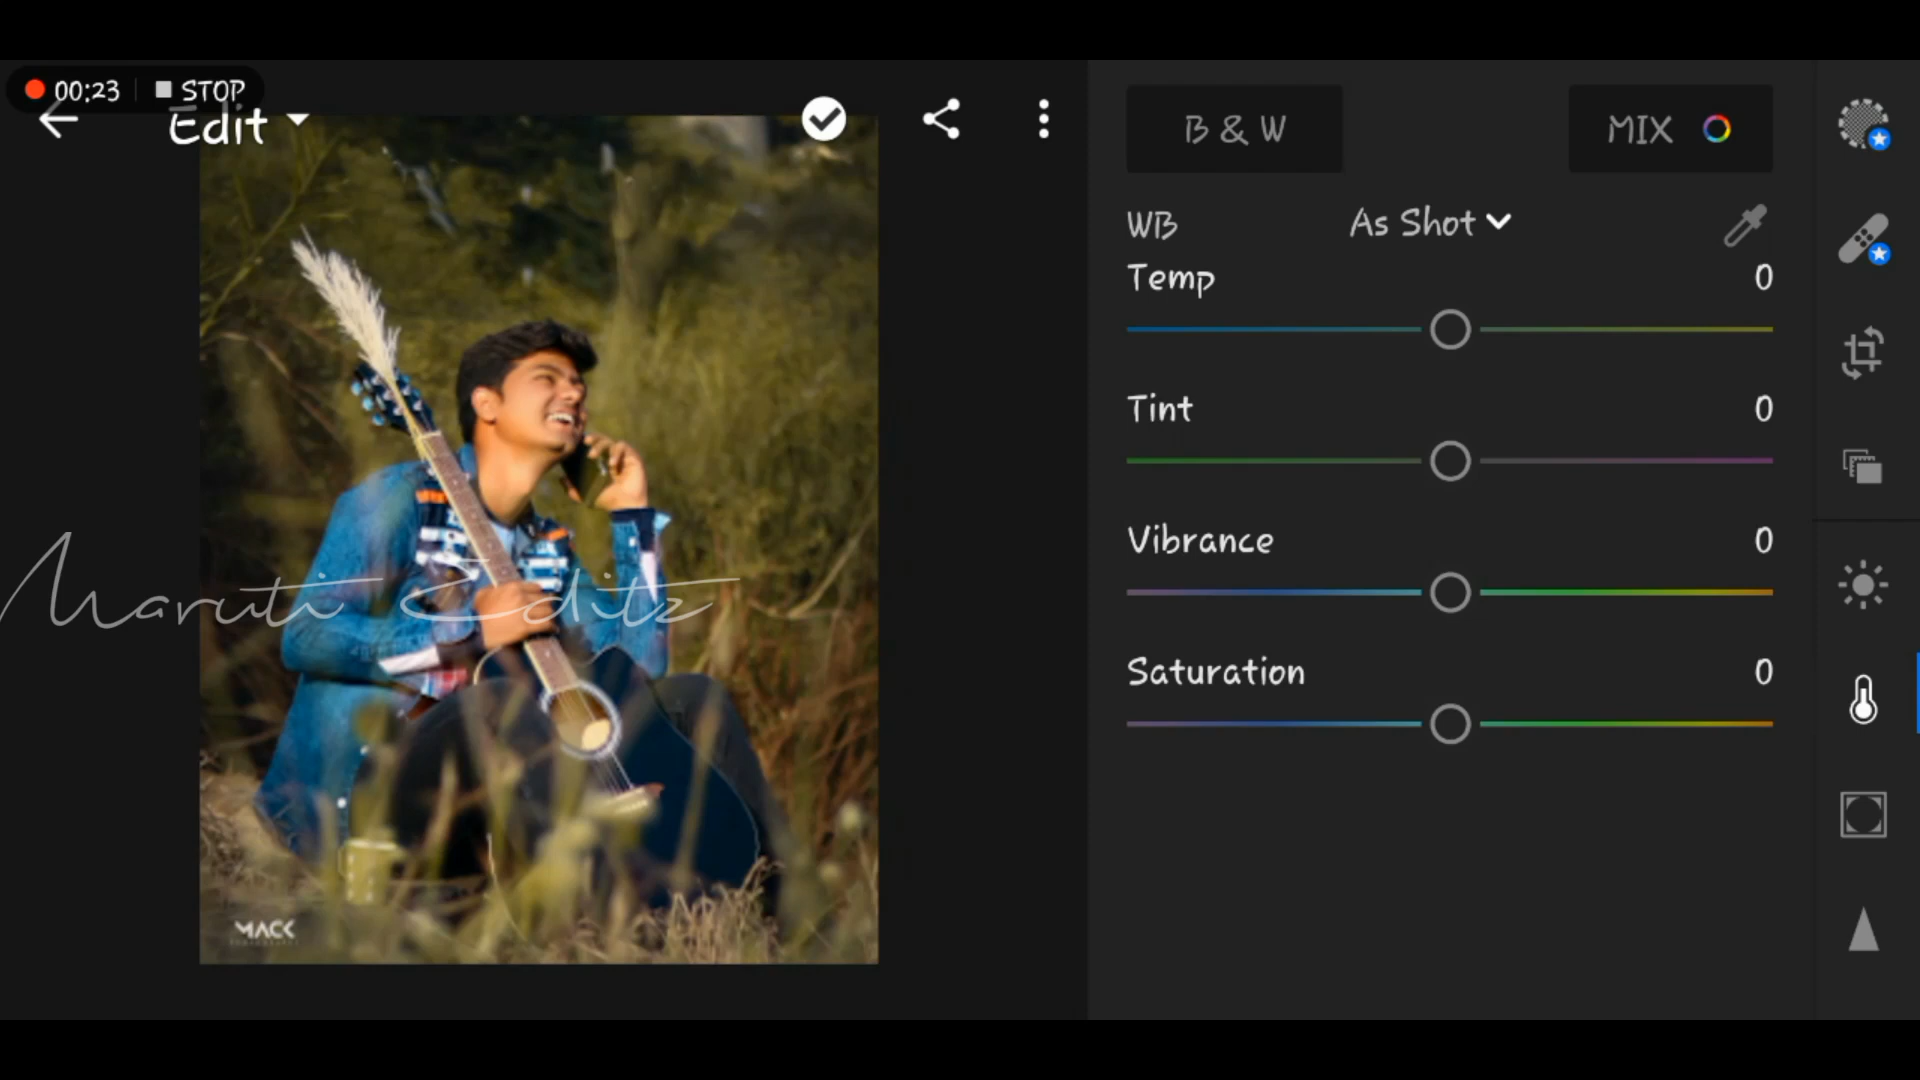 00:23 STOP
Edit
B & W
MIX
WB
As Shot
Temp
0
Tint
0
Vibrance
0
Saturation
0
Maruti Editz
MACK